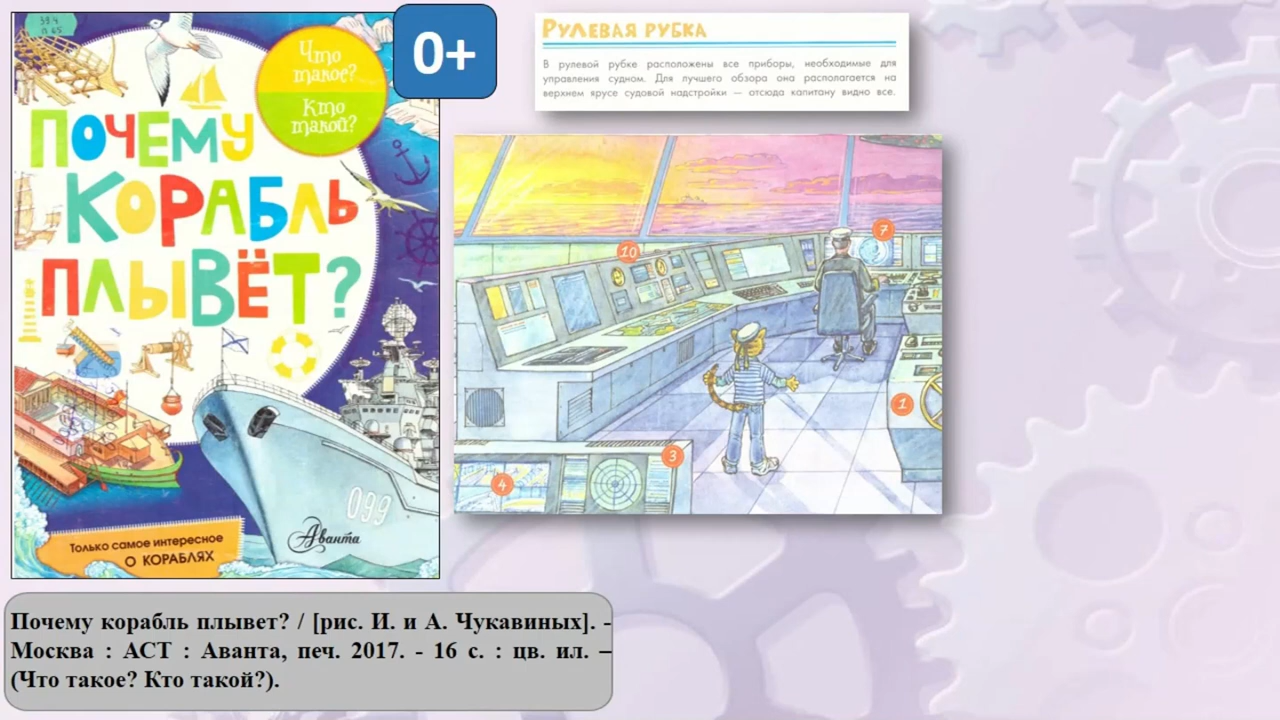 39.4
П 65
Что
такое?
Кто
такой?
0+
ПОЧЕМУ
КОРАБЛЬ
ПЛЫВЁТ?
099
Аванта
Только самое интересное
О КОРАБЛЯХ
РУЛЕВАЯ РУБКА
В рулевой рубке расположены все приборы, необходимые для
управления судном. Для лучшего обзора она располагается на
верхнем ярусе судовой надстройки — отсюда капитану видно все.
10
7
1
3
4
Почему корабль плывет? / [рис. И. и А. Чукавиных]. -
Москва : АСТ : Аванта, печ. 2017. - 16 с. : цв. ил. –
(Что такое? Кто такой?).